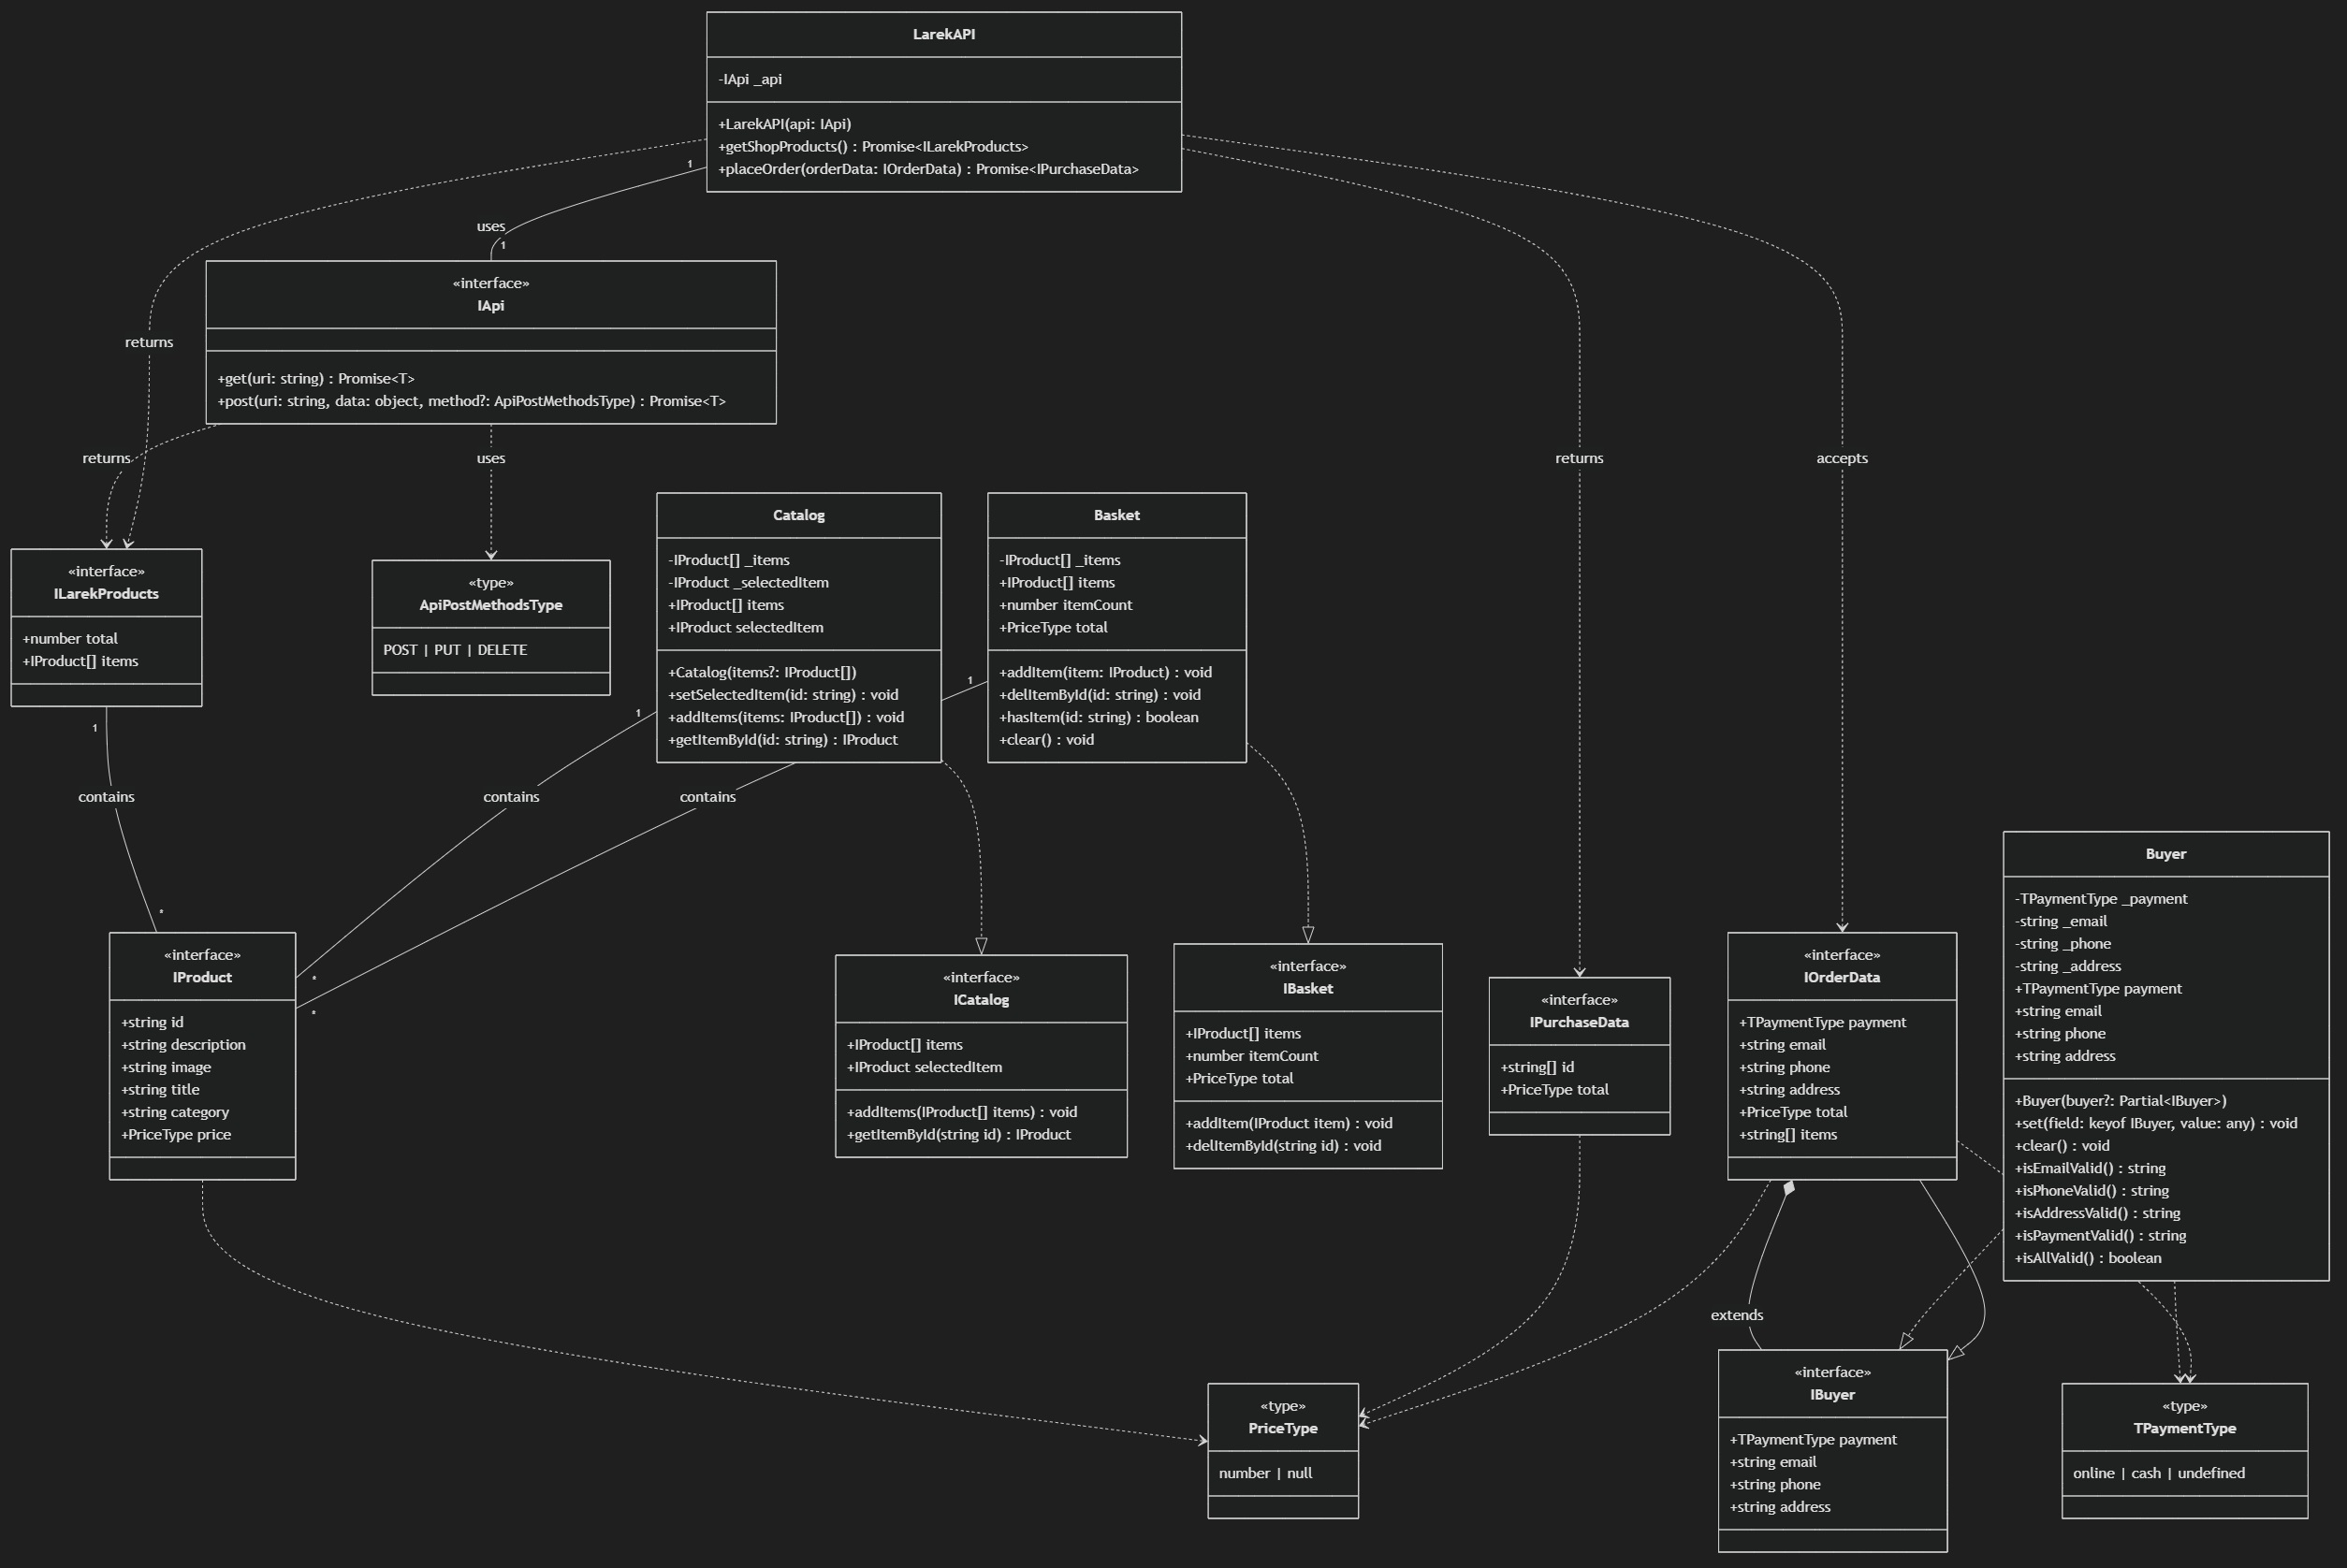 LarekAPI
-IApi _api
+LarekAPI(api: IApi)
+getShopProducts() : Promise<ILarekProducts>
+placeOrder(orderData: IOrderData) : Promise<IPurchaseData>
1
uses
1
«interface»
IApi
+get(uri: string) : Promise<T>
+post(uri: string, data: object, method?: ApiPostMethodsType) : Promise<T>
returns
returns
uses
returns
accepts
«interface»
ILarekProducts
+number total
+IProduct[] items
«type»
ApiPostMethodsType
POST | PUT | DELETE
Catalog
-IProduct[] _items
-IProduct _selectedItem
+IProduct[] items
+IProduct selectedItem
+Catalog(items?: IProduct[])
+setSelectedItem(id: string) : void
+addItems(items: IProduct[]) : void
+getItemById(id: string) : IProduct
Basket
-IProduct[] _items
+IProduct[] items
+number itemCount
+PriceType total
+addItem(item: IProduct) : void
+delItemById(id: string) : void
+hasItem(id: string) : boolean
+clear() : void
1
1
1
contains
contains
contains
*
*
*
«interface»
IProduct
+string id
+string description
+string image
+string title
+string category
+PriceType price
«interface»
ICatalog
+IProduct[] items
+IProduct selectedItem
+addItems(IProduct[] items) : void
+getItemById(string id) : IProduct
«interface»
IBasket
+IProduct[] items
+number itemCount
+PriceType total
+addItem(IProduct item) : void
+delItemById(string id) : void
«interface»
IPurchaseData
+string[] id
+PriceType total
«interface»
IOrderData
+TPaymentType payment
+string email
+string phone
+string address
+PriceType total
+string[] items
Buyer
-TPaymentType _payment
-string _email
-string _phone
-string _address
+TPaymentType payment
+string email
+string phone
+string address
+Buyer(buyer?: Partial<IBuyer>)
+set(field: keyof IBuyer, value: any) : void
+clear() : void
+isEmailValid() : string
+isPhoneValid() : string
+isAddressValid() : string
+isPaymentValid() : string
+isAllValid() : boolean
extends
«type»
PriceType
number | null
«interface»
IBuyer
+TPaymentType payment
+string email
+string phone
+string address
«type»
TPaymentType
online | cash | undefined